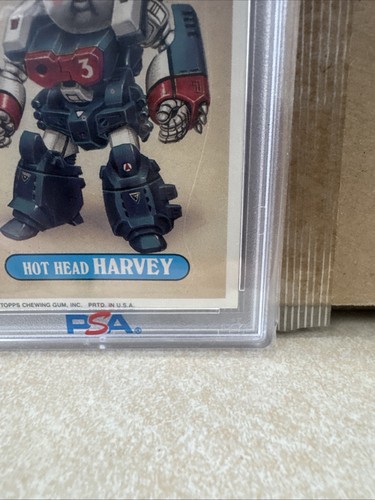 3
HOT HEAD HARVEY
TOPPS CHEWING GUM, INC. PRTD. IN U.S.A.
PSA®